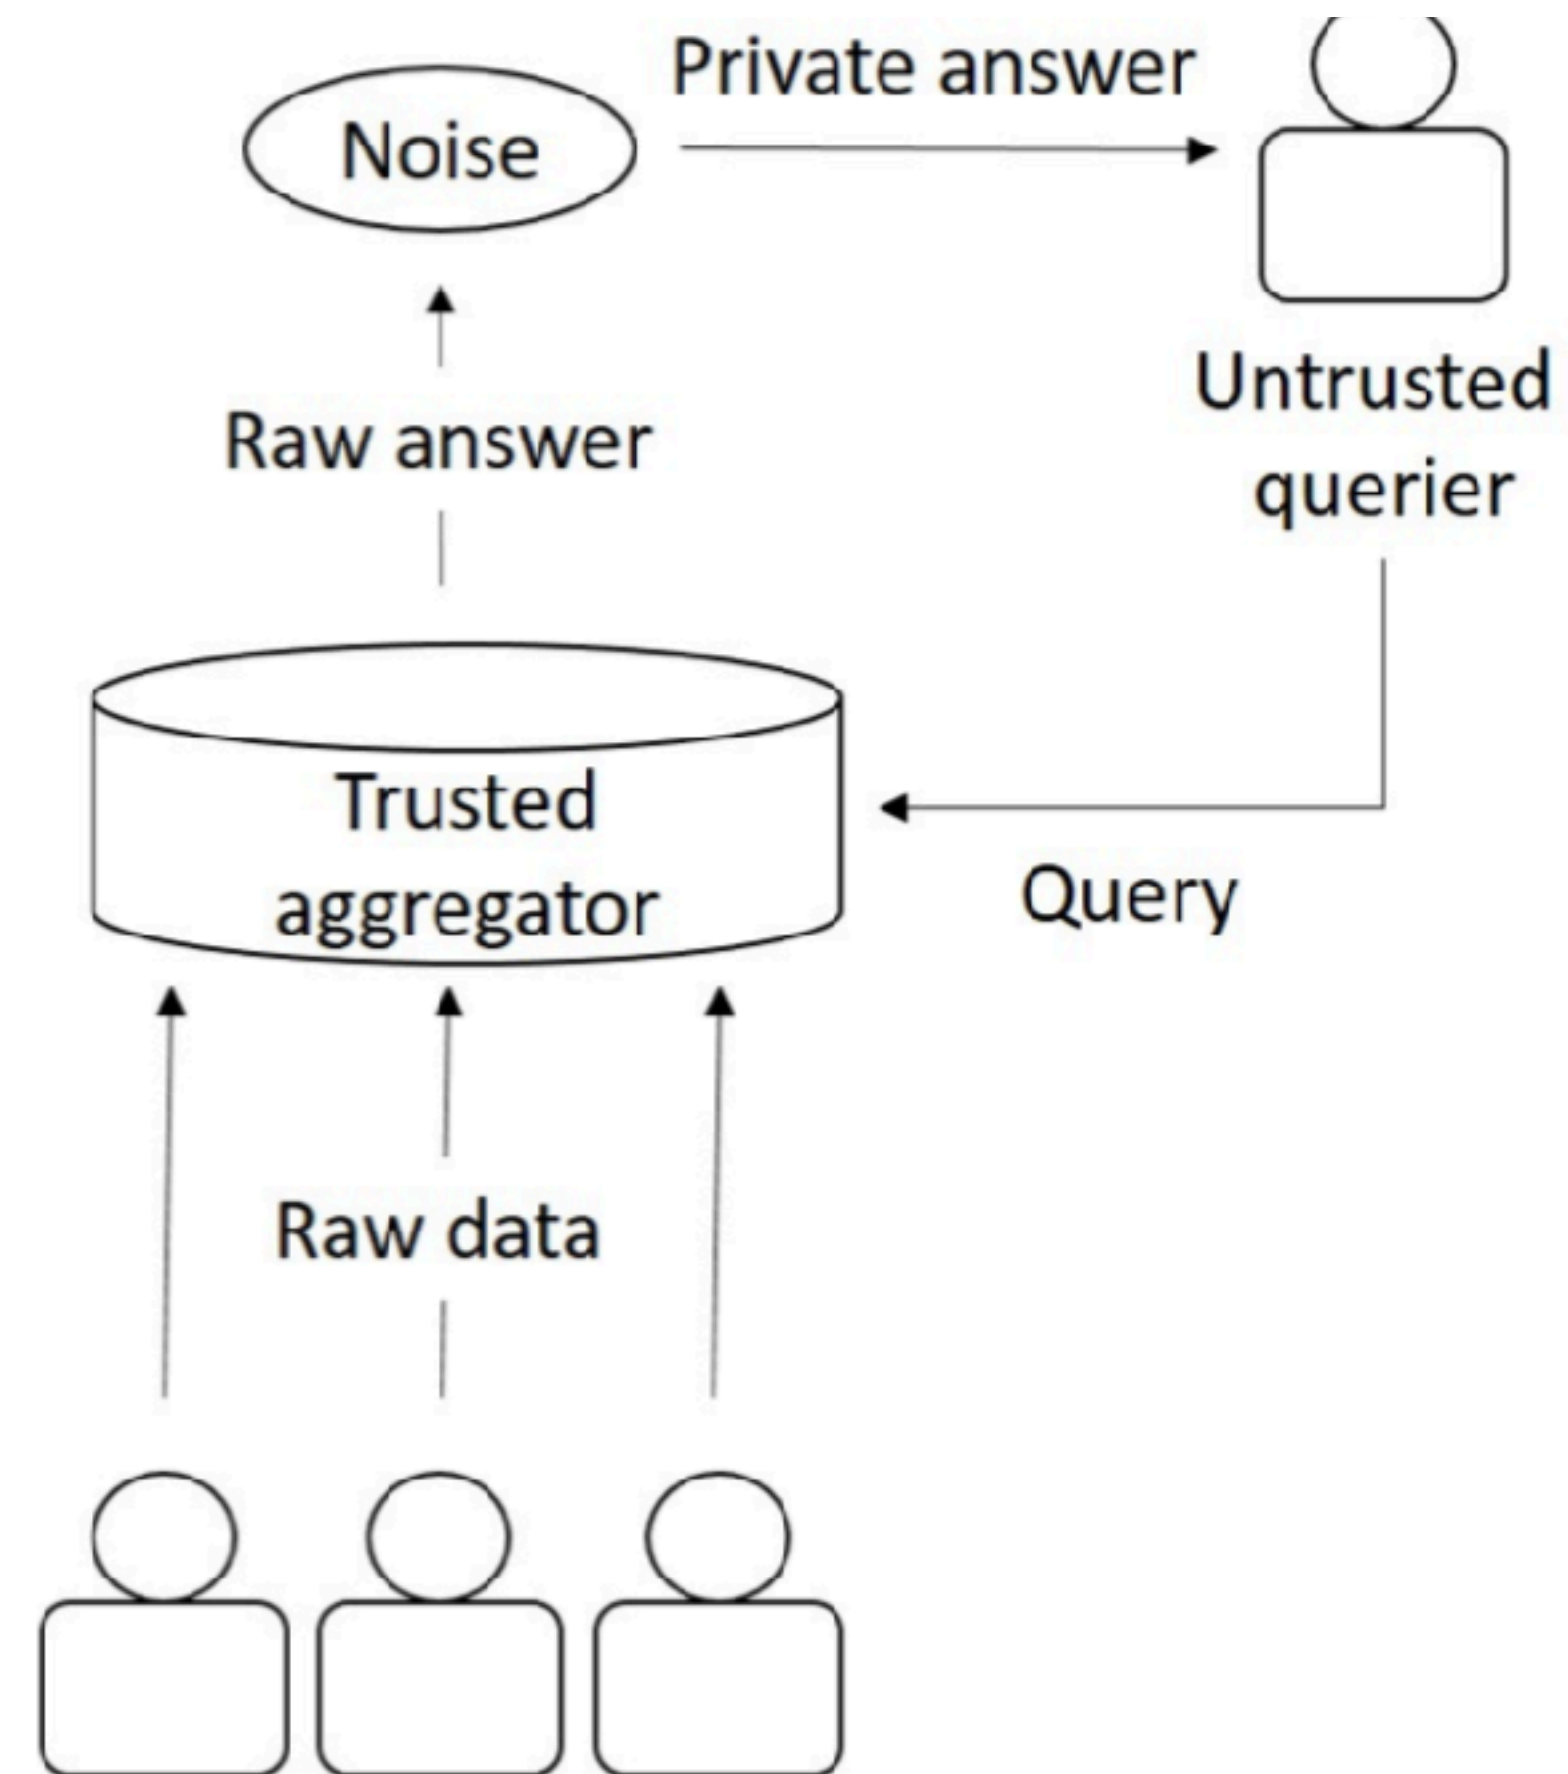 Private answer
Noise
Untrusted
querier
Raw answer
Trusted
aggregator
Query
Raw data